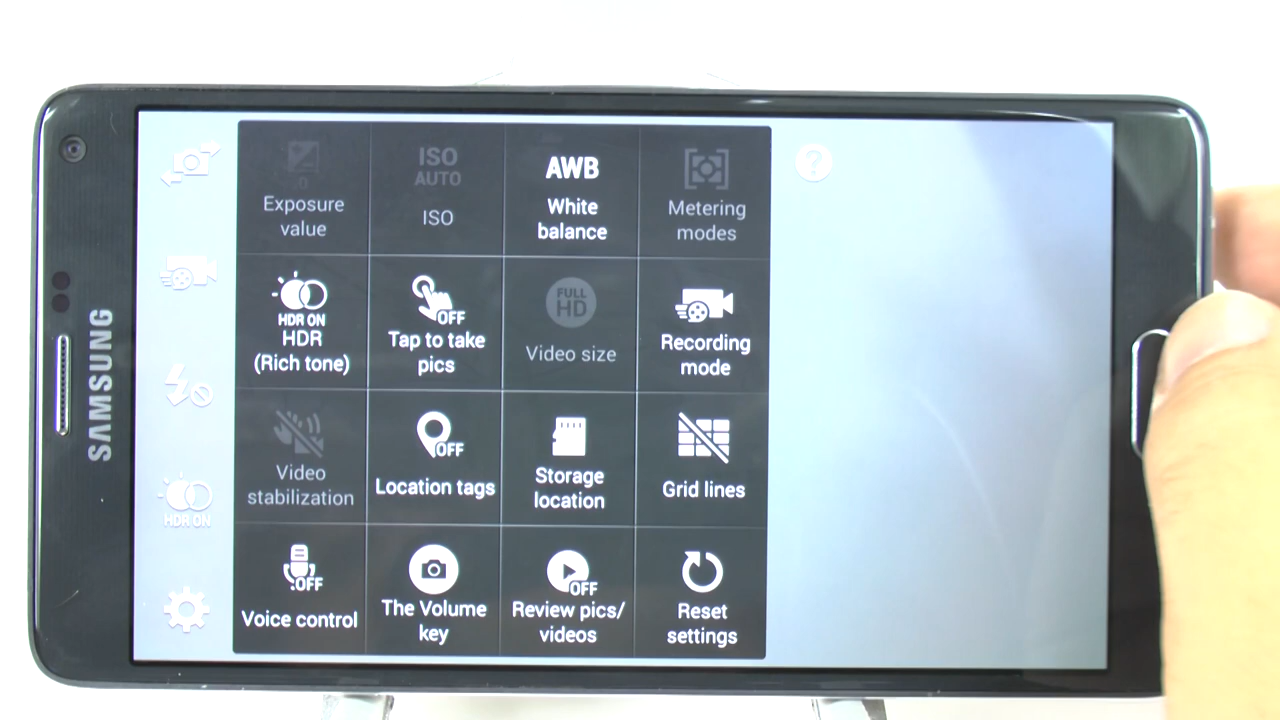 SAMSUNG
HDR ON
0
Exposure
value
ISO
AUTO
ISO
AWB
White
balance
Metering
modes
HDR ON
HDR
(Rich tone)
OFF
Tap to take
pics
FULL
HD
Video size
Recording
mode
Video
stabilization
OFF
Location tags
Storage
location
Grid lines
OFF
Voice control
The Volume
key
OFF
Review pics/
videos
Reset
settings
?